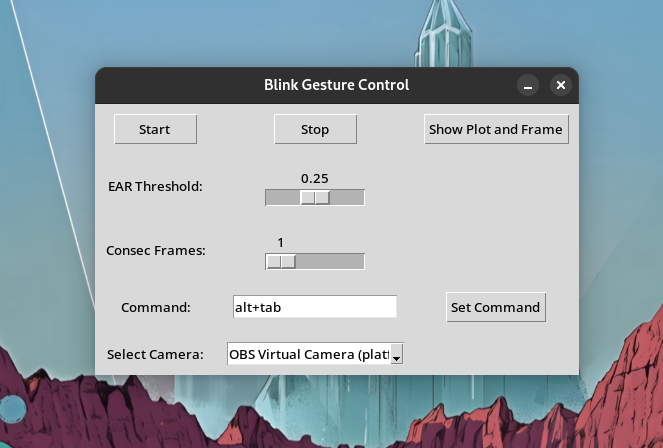 Blink Gesture Control
Start Stop Show Plot and Frame
0.25
EAR Threshold:
1
Consec Frames:
Command: alt+tab Set Command
Select Camera: OBS Virtual Camera (plat